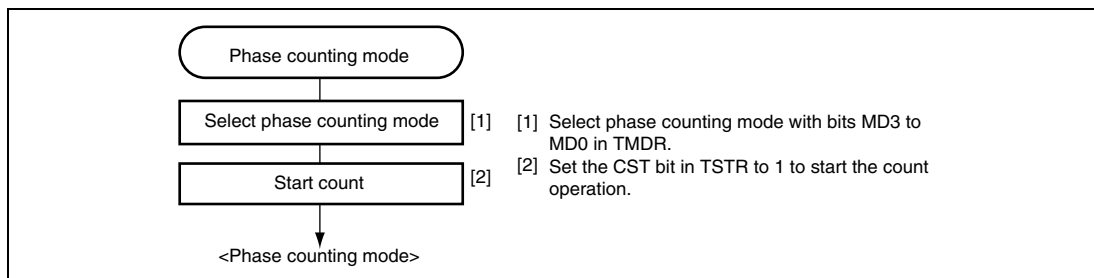 Phase counting mode
Select phase counting mode
[1]
[1] Select phase counting mode with bits MD3 to
MD0 in TMDR.
Start count
[2]
[2] Set the CST bit in TSTR to 1 to start the count
operation.
<Phase counting mode>